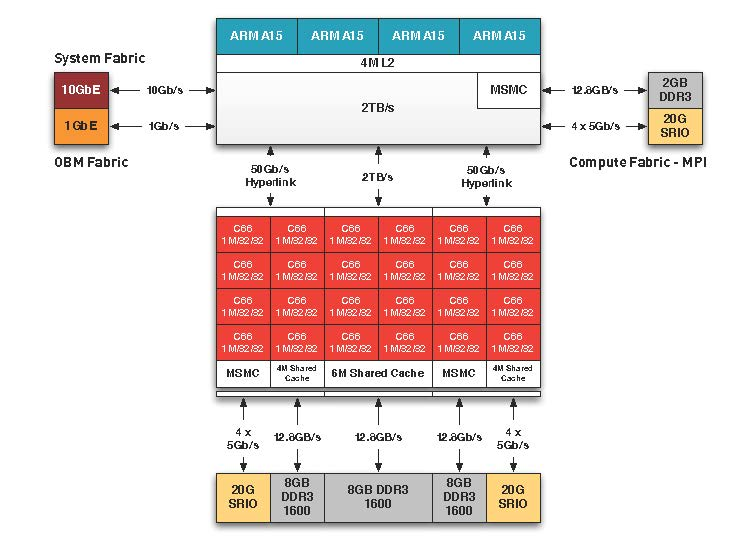 ARM A15 ARM A15 ARM A15 ARM A15
System Fabric
4M L2
10GbE 10Gb/s 2TB/s MSMC 12.8GB/s 2GB
DDR3
1GbE 1Gb/s 4 x 5Gb/s 20G
SRIO
OBM Fabric
Compute Fabric - MPI
50Gb/s
Hyperlink
2TB/s
50Gb/s
Hyperlink
C66 C66 C66 C66 C66 C66
1M/32/32 1M/32/32 1M/32/32 1M/32/32 1M/32/32 1M/32/32
C66 C66 C66 C66 C66 C66
1M/32/32 1M/32/32 1M/32/32 1M/32/32 1M/32/32 1M/32/32
C66 C66 C66 C66 C66 C66
1M/32/32 1M/32/32 1M/32/32 1M/32/32 1M/32/32 1M/32/32
C66 C66 C66 C66 C66 C66
1M/32/32 1M/32/32 1M/32/32 1M/32/32 1M/32/32 1M/32/32
MSMC
4M Shared
Cache
6M Shared Cache
MSMC
4M Shared
Cache
4 x
5Gb/s
12.8GB/s
12.8GB/s
12.8GB/s
4 x
5Gb/s
20G
SRIO
8GB
DDR3
1600
8GB DDR3
1600
8GB
DDR3
1600
20G
SRIO